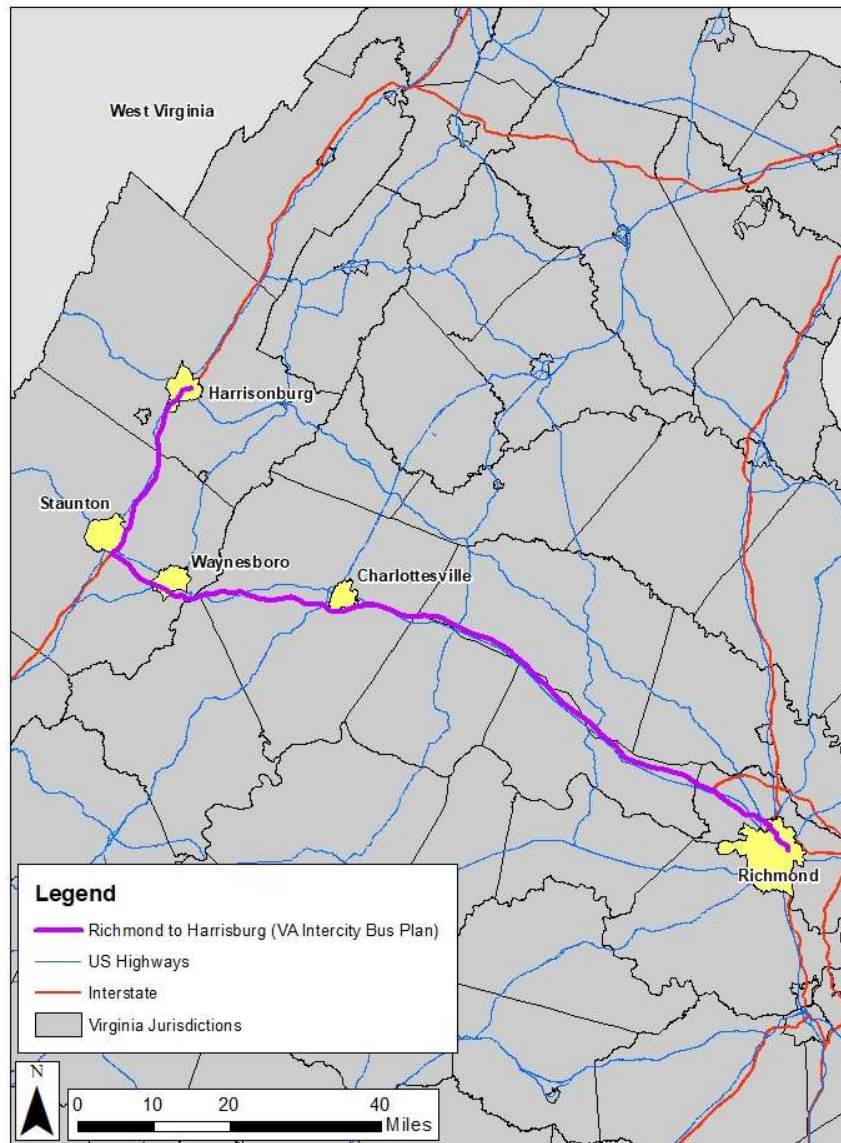 West Virginia
Harrisonburg
Staunton
Waynesboro
Charlottesville
Richmond
Legend
Richmond to Harrisburg (VA Intercity Bus Plan)
US Highways
Interstate
Virginia Jurisdictions
N
0 10 20 40
Miles